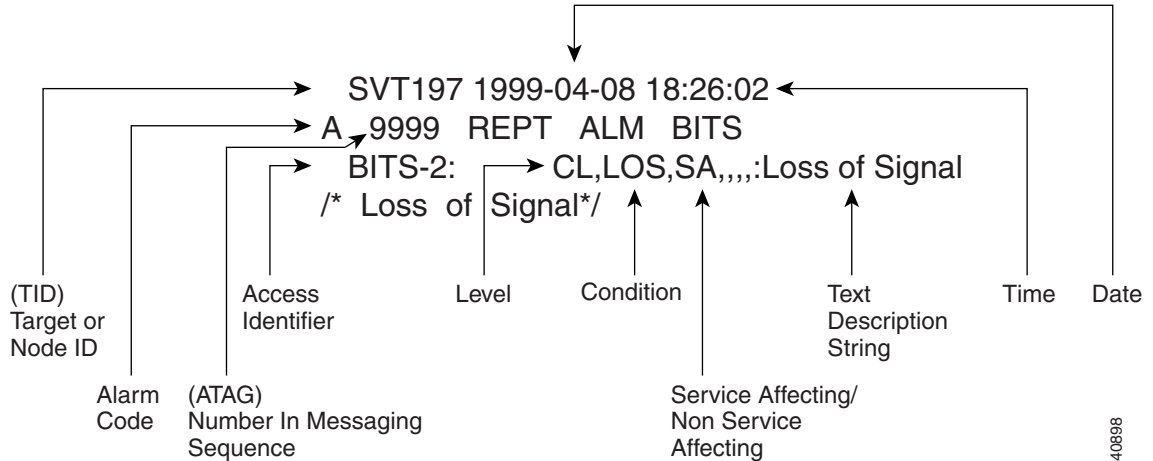 SVT197 1999-04-08 18:26:02
A 9999 REPT ALM BITS
BITS-2: CL,LOS,SA,,,,:Loss of Signal
/* Loss of Signal*/
(TID)
Target or
Node ID
Access
Identifier
Level
Condition
Text
Description
String
Time
Date
Alarm
Code
(ATAG)
Number In Messaging
Sequence
Service Affecting/
Non Service
Affecting
40898